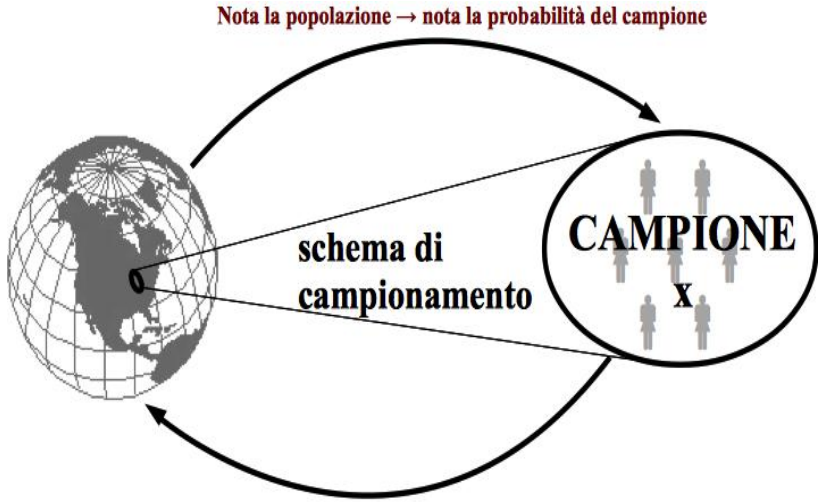 Nota la popolazione → nota la probabilità del campione
schema di
campionamento
CAMPIONE
x